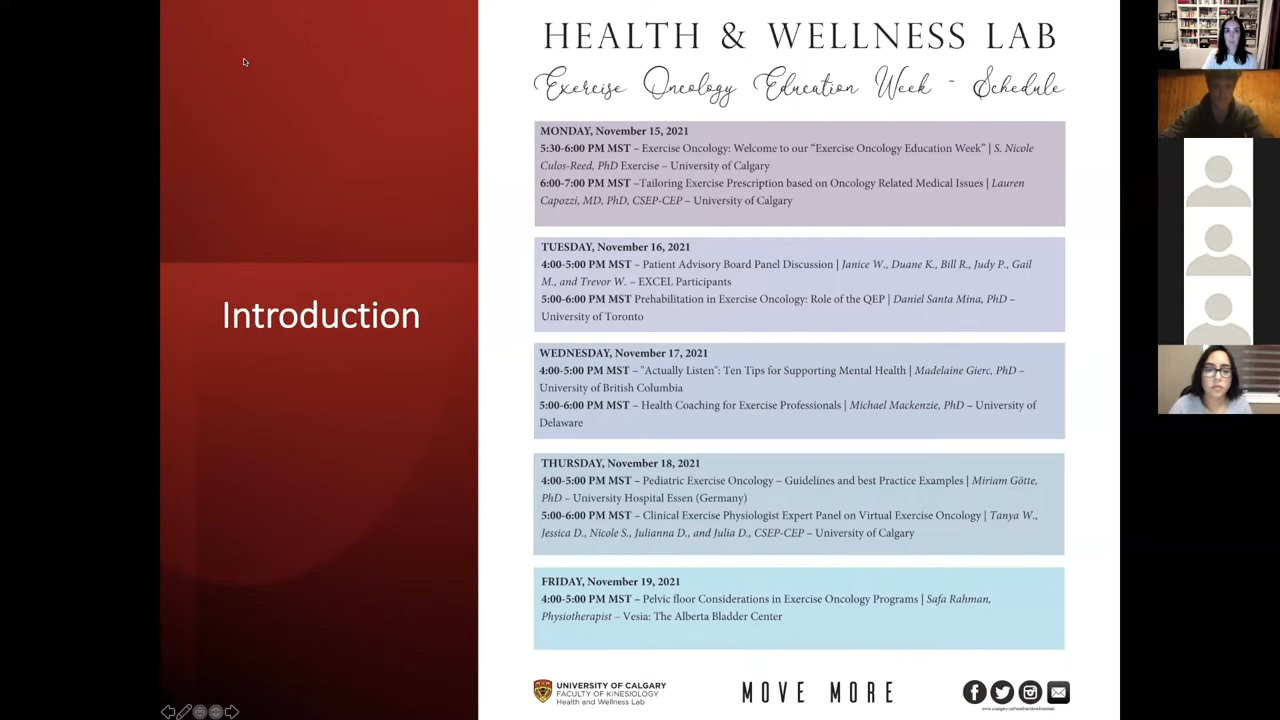 Introduction
HEALTH & WELLNESS LAB
Exercise Oncology Education Week - Schedule
MONDAY, November 15, 2021
5:30-6:00 PM MST – Exercise Oncology: Welcome to our “Exercise Oncology Education Week” | S. Nicole
Culos-Reed, PhD Exercise – University of Calgary
6:00-7:00 PM MST –Tailoring Exercise Prescription based on Oncology Related Medical Issues | Lauren
Capozzi, MD, PhD, CSEP-CEP – University of Calgary
TUESDAY, November 16, 2021
4:00-5:00 PM MST – Patient Advisory Board Panel Discussion | Janice W., Duane K., Bill R., Judy P., Gail
M., and Trevor W. – EXCEL Participants
5:00-6:00 PM MST Prehabilitation in Exercise Oncology: Role of the QEP | Daniel Santa Mina, PhD –
University of Toronto
WEDNESDAY, November 17, 2021
4:00-5:00 PM MST – "Actually Listen": Ten Tips for Supporting Mental Health | Madelaine Gierc, PhD –
University of British Columbia
5:00-6:00 PM MST – Health Coaching for Exercise Professionals | Michael Mackenzie, PhD – University of
Delaware
THURSDAY, November 18, 2021
4:00-5:00 PM MST – Pediatric Exercise Oncology – Guidelines and best Practice Examples | Miriam Götte,
PhD – University Hospital Essen (Germany)
5:00-6:00 PM MST – Clinical Exercise Physiologist Expert Panel on Virtual Exercise Oncology | Tanya W.,
Jessica D., Nicole S., Julianna D., and Julia D., CSEP-CEP – University of Calgary
FRIDAY, November 19, 2021
4:00-5:00 PM MST – Pelvic floor Considerations in Exercise Oncology Programs | Safa Rahman,
Physiotherapist – Vesia: The Alberta Bladder Center
UNIVERSITY OF CALGARY
FACULTY OF KINESIOLOGY
Health and Wellness Lab
MOVE MORE